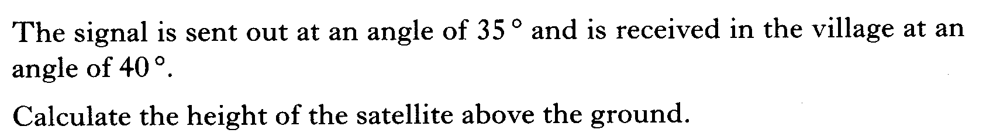 The signal is sent out at an angle of 35° and is received in the village at an
angle of 40°.
Calculate the height of the satellite above the ground.